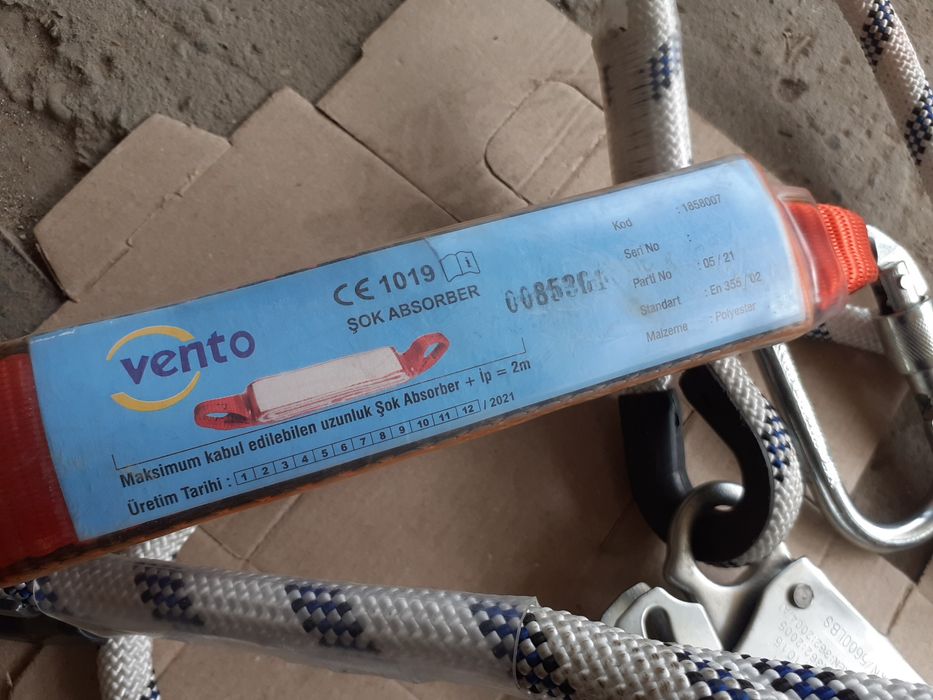 vento
CE 1019
ŞOK ABSORBER
Maksimum kabul edilebilen uzunluk Şok Absorber + İp = 2m
Üretim Tarihi : 1 2 3 4 5 6 7 8 9 10 11 12 / 2021
Kod : 1858007
Seri No :
Parti No : 05 / 21
Standart : En 355 / 02
Malzeme : Polyester
/5600LBS